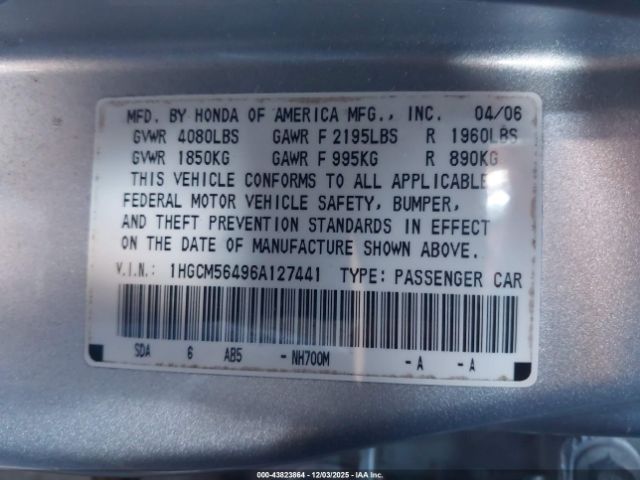 MFD. BY HONDA OF AMERICA MFG., INC. 04/06
GVWR 4080LBS GAWR F 2195LBS R 1960LBS
GVWR 1850KG GAWR F 995KG R 890KG
THIS VEHICLE CONFORMS TO ALL APPLICABLE
FEDERAL MOTOR VEHICLE SAFETY, BUMPER,
AND THEFT PREVENTION STANDARDS IN EFFECT
ON THE DATE OF MANUFACTURE SHOWN ABOVE.
V.I.N.: 1HGCM56496A127441 TYPE: PASSENGER CAR
SDA 6 AB5 - NH700M - A - A
000-43823864 - 12/03/2025 - IAAI.com